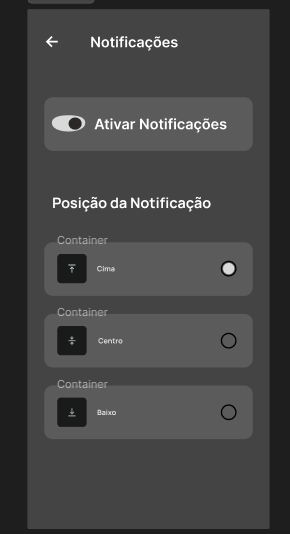 Notificações
Ativar Notificações
Posição da Notificação
Container
Cima
Container
Centro
Container
Baixo